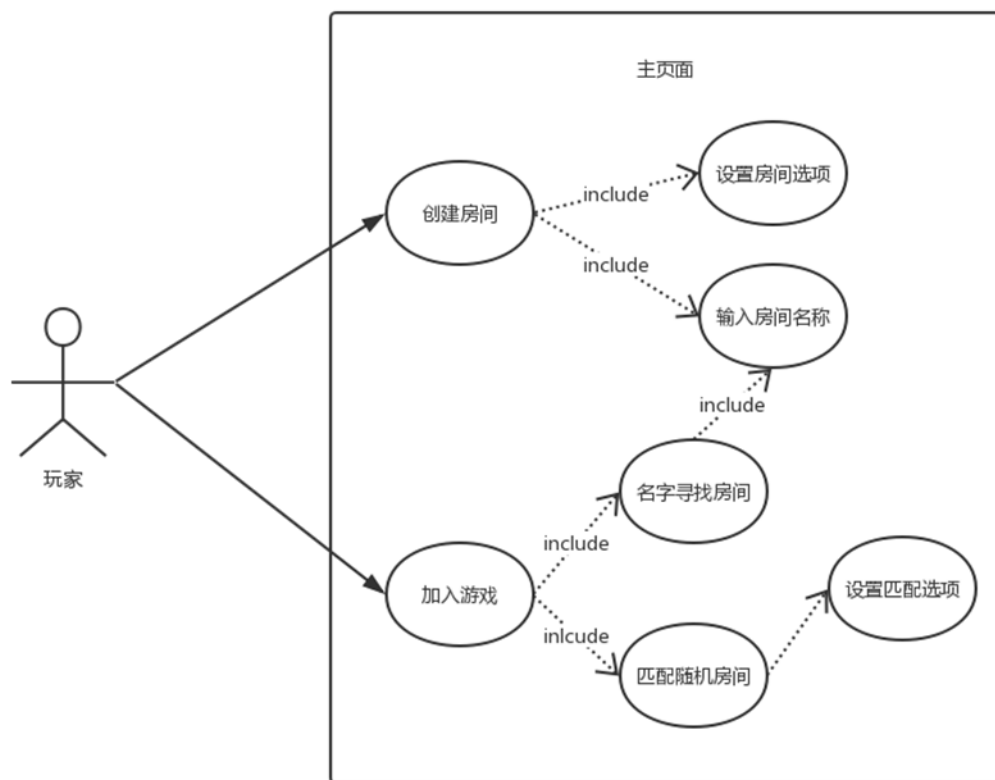 主页面
设置房间选项
include
创建房间
include
输入房间名称
include
玩家
名字寻找房间
include
设置匹配选项
加入游戏
inlcude
匹配随机房间